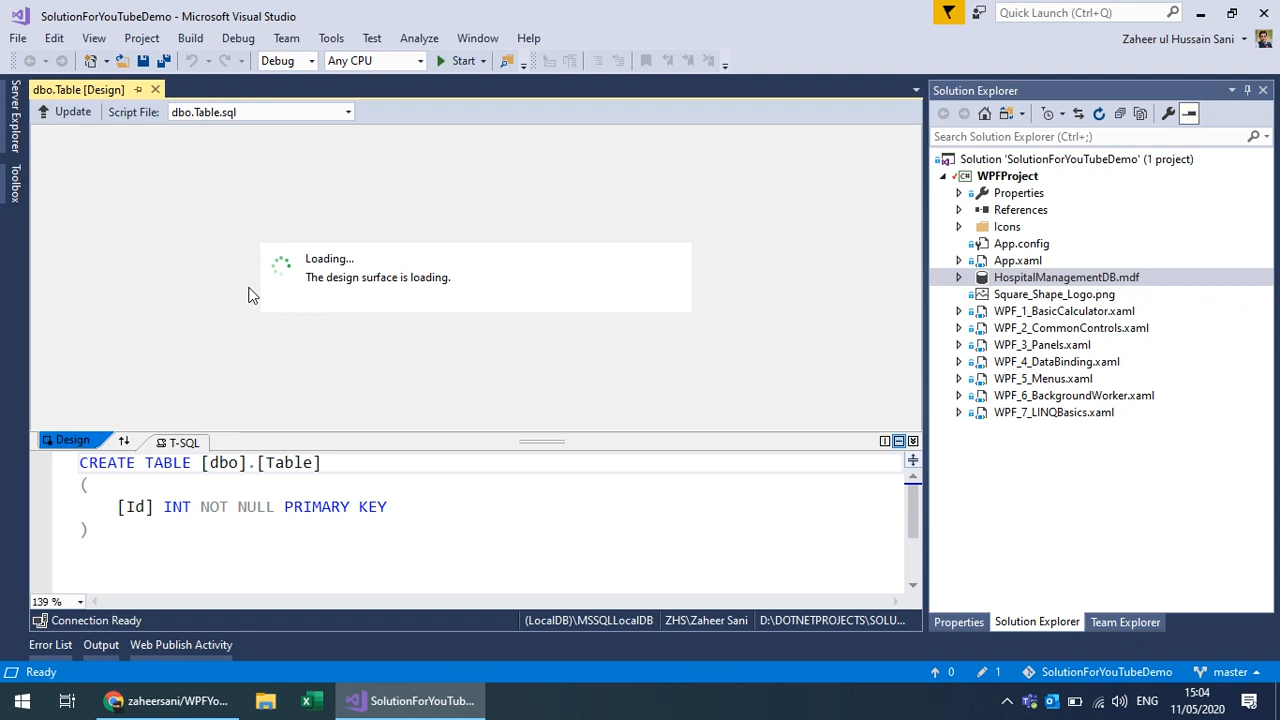 SolutionForYouTubeDemo - Microsoft Visual Studio
Quick Launch (Ctrl+Q)
File Edit View Project Build Debug Team Tools Test Analyze Window Help
Zaheer ul Hussain Sani
Debug Any CPU Start
Server Explorer
Toolbox
dbo.Table [Design]
Update Script File: dbo.Table.sql
Loading...
The design surface is loading.
Design T-SQL
CREATE TABLE [dbo].[Table]
(
[Id] INT NOT NULL PRIMARY KEY
)
139 %
Connection Ready (LocalDB)\MSSQLLocalDB ZHS\Zaheer Sani D:\DOTNETPROJECTS\SOLU...
Error List Output Web Publish Activity
Solution Explorer
Search Solution Explorer (Ctrl+;)
Solution 'SolutionForYouTubeDemo' (1 project)
WPFProject
Properties
References
Icons
App.config
App.xaml
HospitalManagementDB.mdf
Square_Shape_Logo.png
WPF_1_BasicCalculator.xaml
WPF_2_CommonControls.xaml
WPF_3_Panels.xaml
WPF_4_DataBinding.xaml
WPF_5_Menus.xaml
WPF_6_BackgroundWorker.xaml
WPF_7_LINQBasics.xaml
Properties Solution Explorer Team Explorer
Ready 0 1 SolutionForYouTubeDemo master
zaheersani/WPFYo... SolutionForYouTub... ENG 15:04
11/05/2020